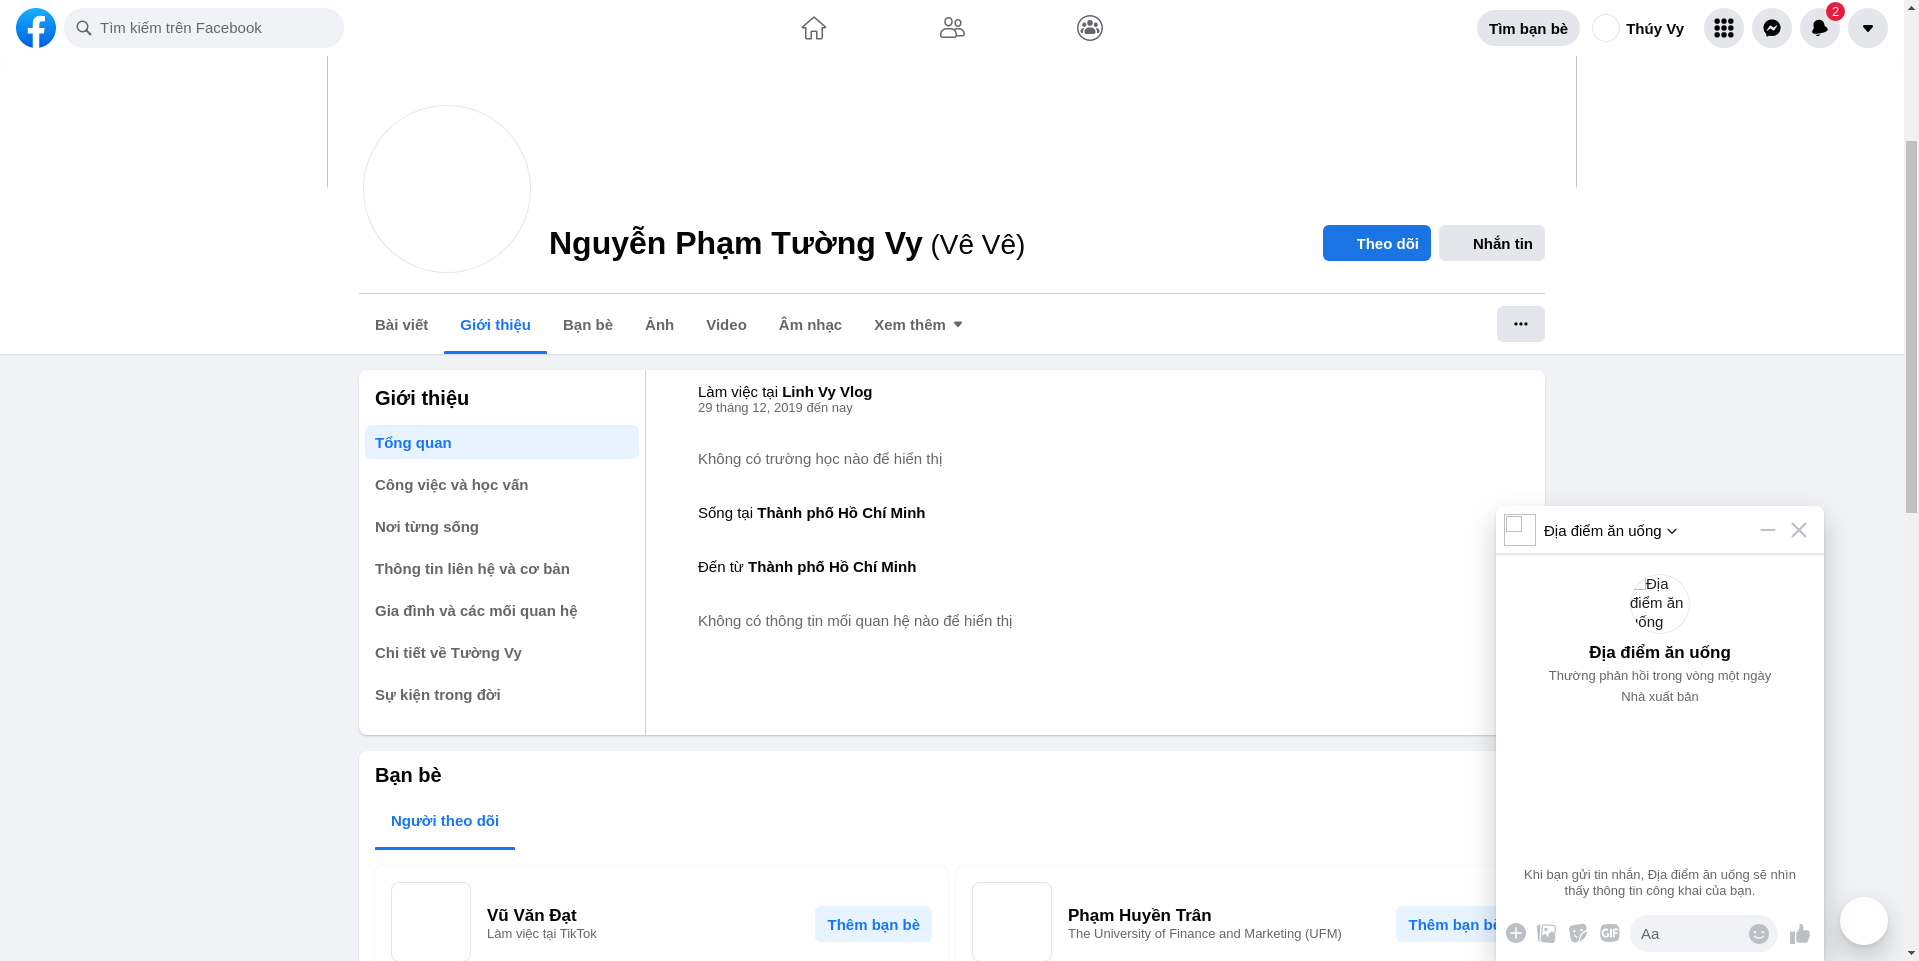 Tìm kiếm trên Facebook
Tìm bạn bè
Thúy Vy
2
Nguyễn Phạm Tường Vy (Vê Vê)
Theo dõi
Nhắn tin
Bài viết
Giới thiệu
Bạn bè
Ảnh
Video
Âm nhạc
Xem thêm
Giới thiệu
Tổng quan
Công việc và học vấn
Nơi từng sống
Thông tin liên hệ và cơ bản
Gia đình và các mối quan hệ
Chi tiết về Tường Vy
Sự kiện trong đời
Làm việc tại Linh Vy Vlog
29 tháng 12, 2019 đến nay
Không có trường học nào để hiển thị
Sống tại Thành phố Hồ Chí Minh
Đến từ Thành phố Hồ Chí Minh
Không có thông tin mối quan hệ nào để hiển thị
Bạn bè
Người theo dõi
Vũ Văn Đạt
Làm việc tại TikTok
Thêm bạn bè
Phạm Huyền Trân
The University of Finance and Marketing (UFM)
Thêm bạn bè
Địa điểm ăn uống
Địa
điểm ăn
uống
Địa điểm ăn uống
Thường phản hồi trong vòng một ngày
Nhà xuất bản
Khi bạn gửi tin nhắn, Địa điểm ăn uống sẽ nhìn
thấy thông tin công khai của bạn.
GIF
Aa